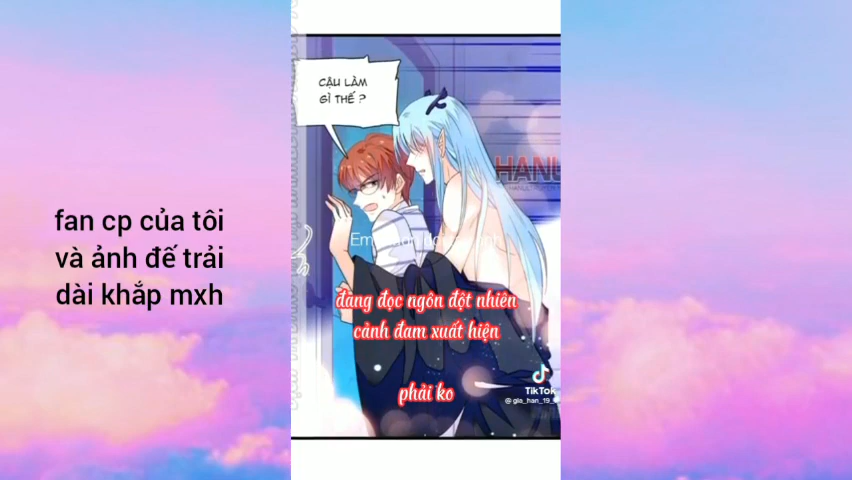 CẬU LÀM
GÌ THẾ ?
HANUL
fan cp của tôi
và ảnh đế trải
dài khắp mxh
đang đọc ngôn đột nhiên
cảnh đam xuất hiện
phải ko
TikTok